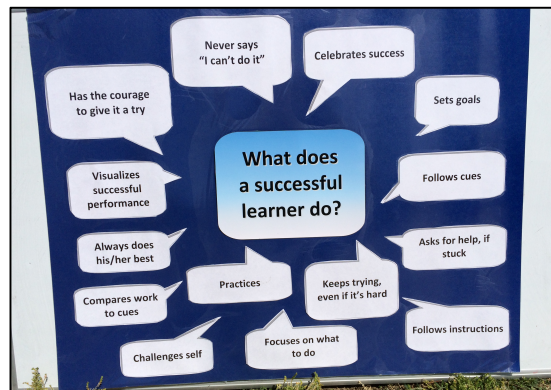 What does
a successful
learner do?
Never says
“I can’t do it”
Celebrates success
Sets goals
Follows cues
Asks for help, if
stuck
Follows instructions
Keeps trying,
even if it’s hard
Focuses on what
to do
Practices
Challenges self
Compares work
to cues
Always does
his/her best
Visualizes
successful
performance
Has the courage
to give it a try